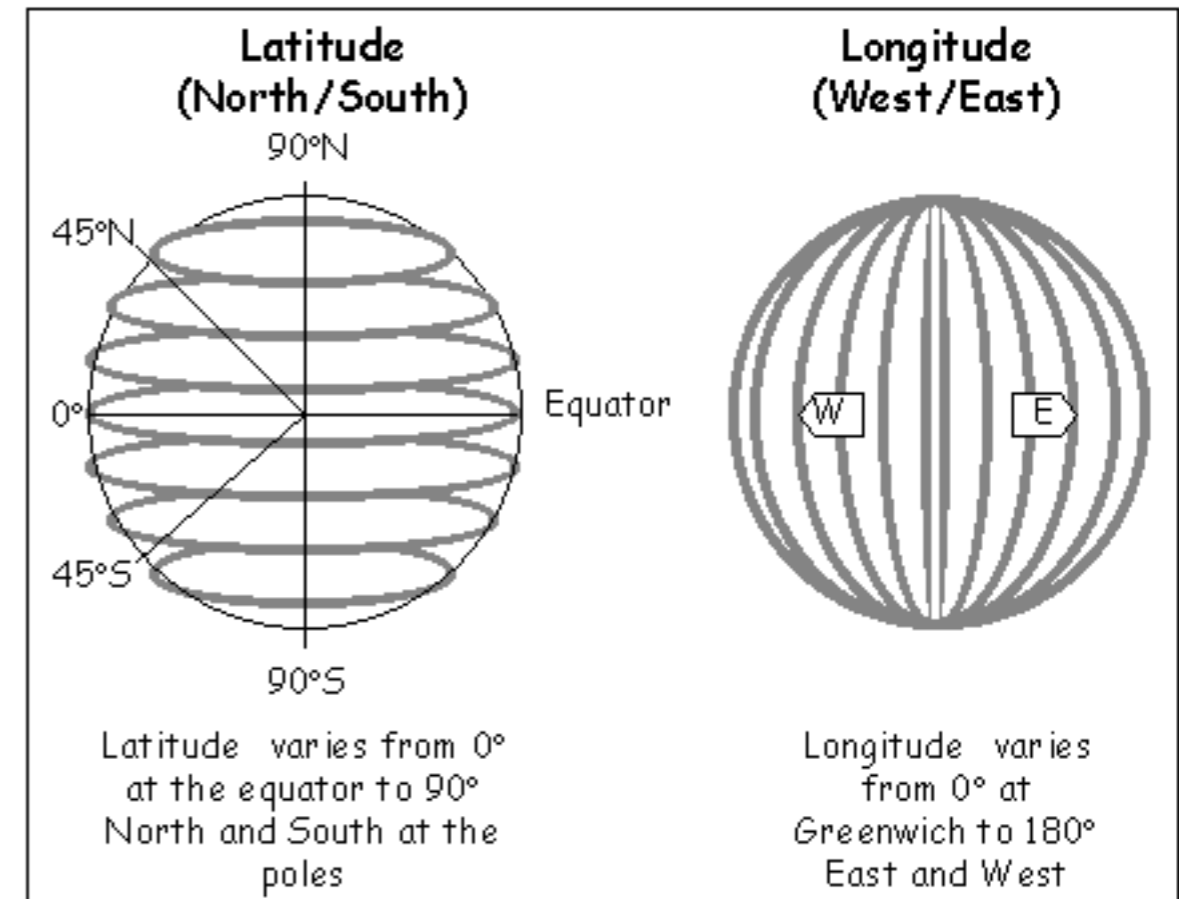 Latitude
(North/South)
90°N
45°N
0°
Equator
45°S
90°S
Latitude varies from 0°
at the equator to 90°
North and South at the
poles
Longitude
(West/East)
W
E
Longitude varies
from 0° at
Greenwich to 180°
East and West